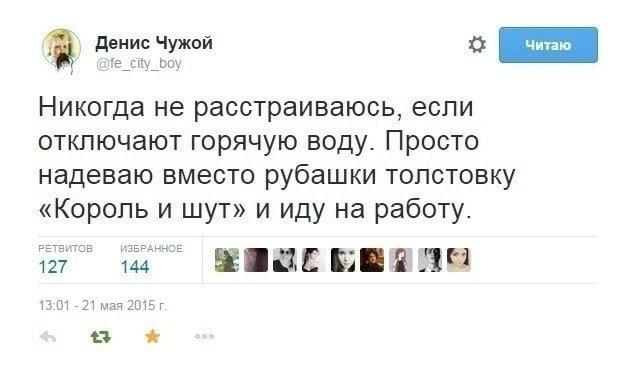 Денис Чужой
@fe_city_boy
Читаю
Никогда не расстраиваюсь, если
отключают горячую воду. Просто
надеваю вместо рубашки толстовку
«Король и шут» и иду на работу.
РЕТВИТОВ ИЗБРАННОЕ
127 144
13:01 - 21 мая 2015 г.